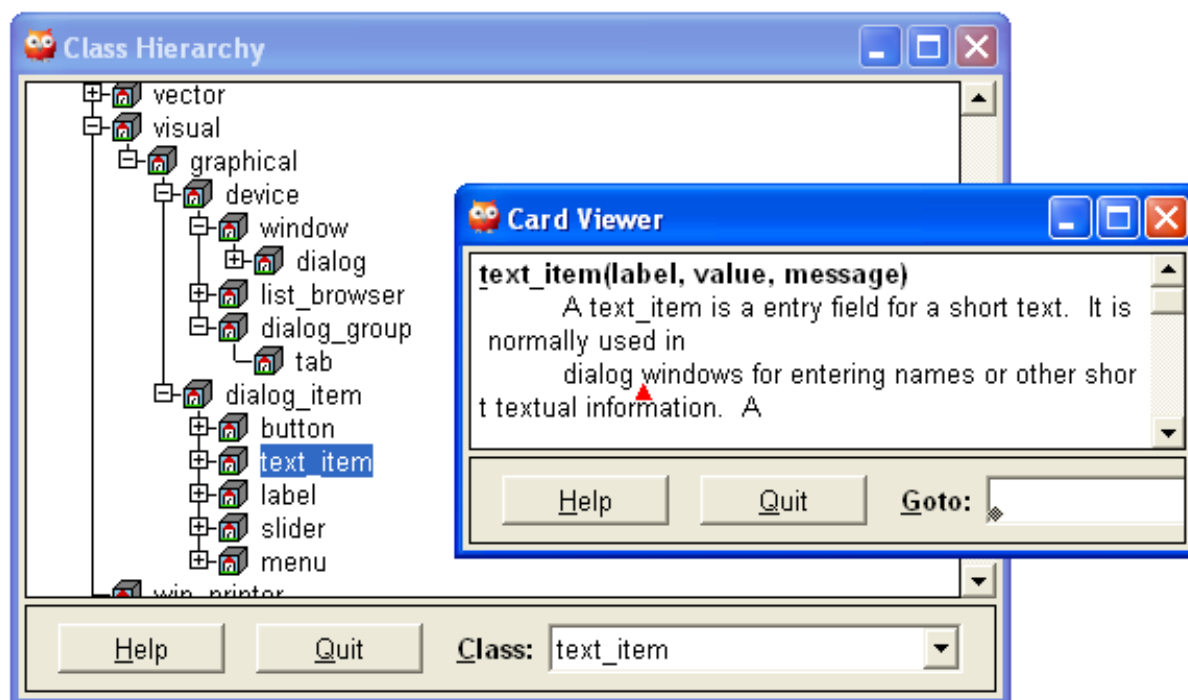 Class Hierarchy
vector
visual
graphical
device
window
dialog
list_browser
dialog_group
tab
dialog_item
button
text_item
label
slider
menu
win_printer
Help
Quit
Class:
text_item
Card Viewer
text_item(label, value, message)
A text_item is a entry field for a short text.  It is
normally used in
dialog windows for entering names or other shor
t textual information.  A
Help
Quit
Goto: